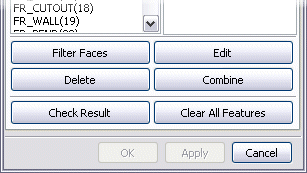 FR_CUTOUT(18)
FR_WALL(19)
Filter Faces Edit
Delete Combine
Check Result Clear All Features
OK Apply Cancel